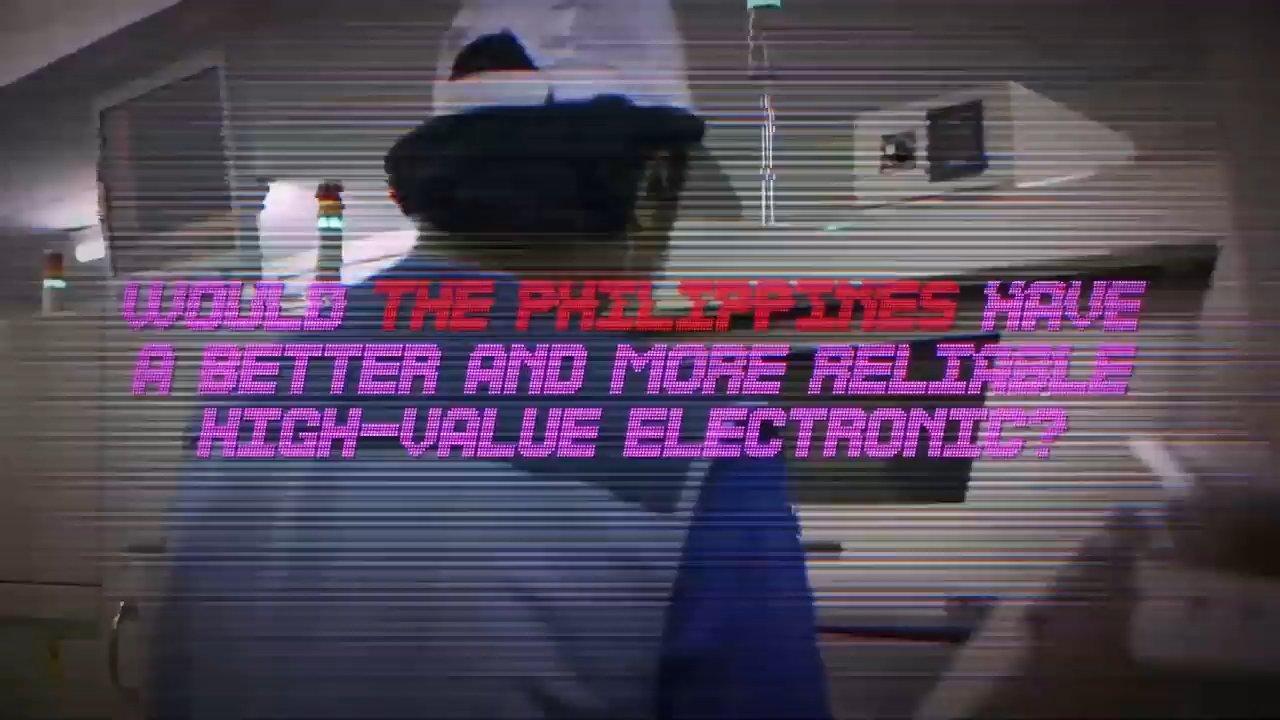 WOULD THE PHILIPPINES HAVE
A BETTER AND MORE RELIABLE
HIGH-VALUE ELECTRONIC?